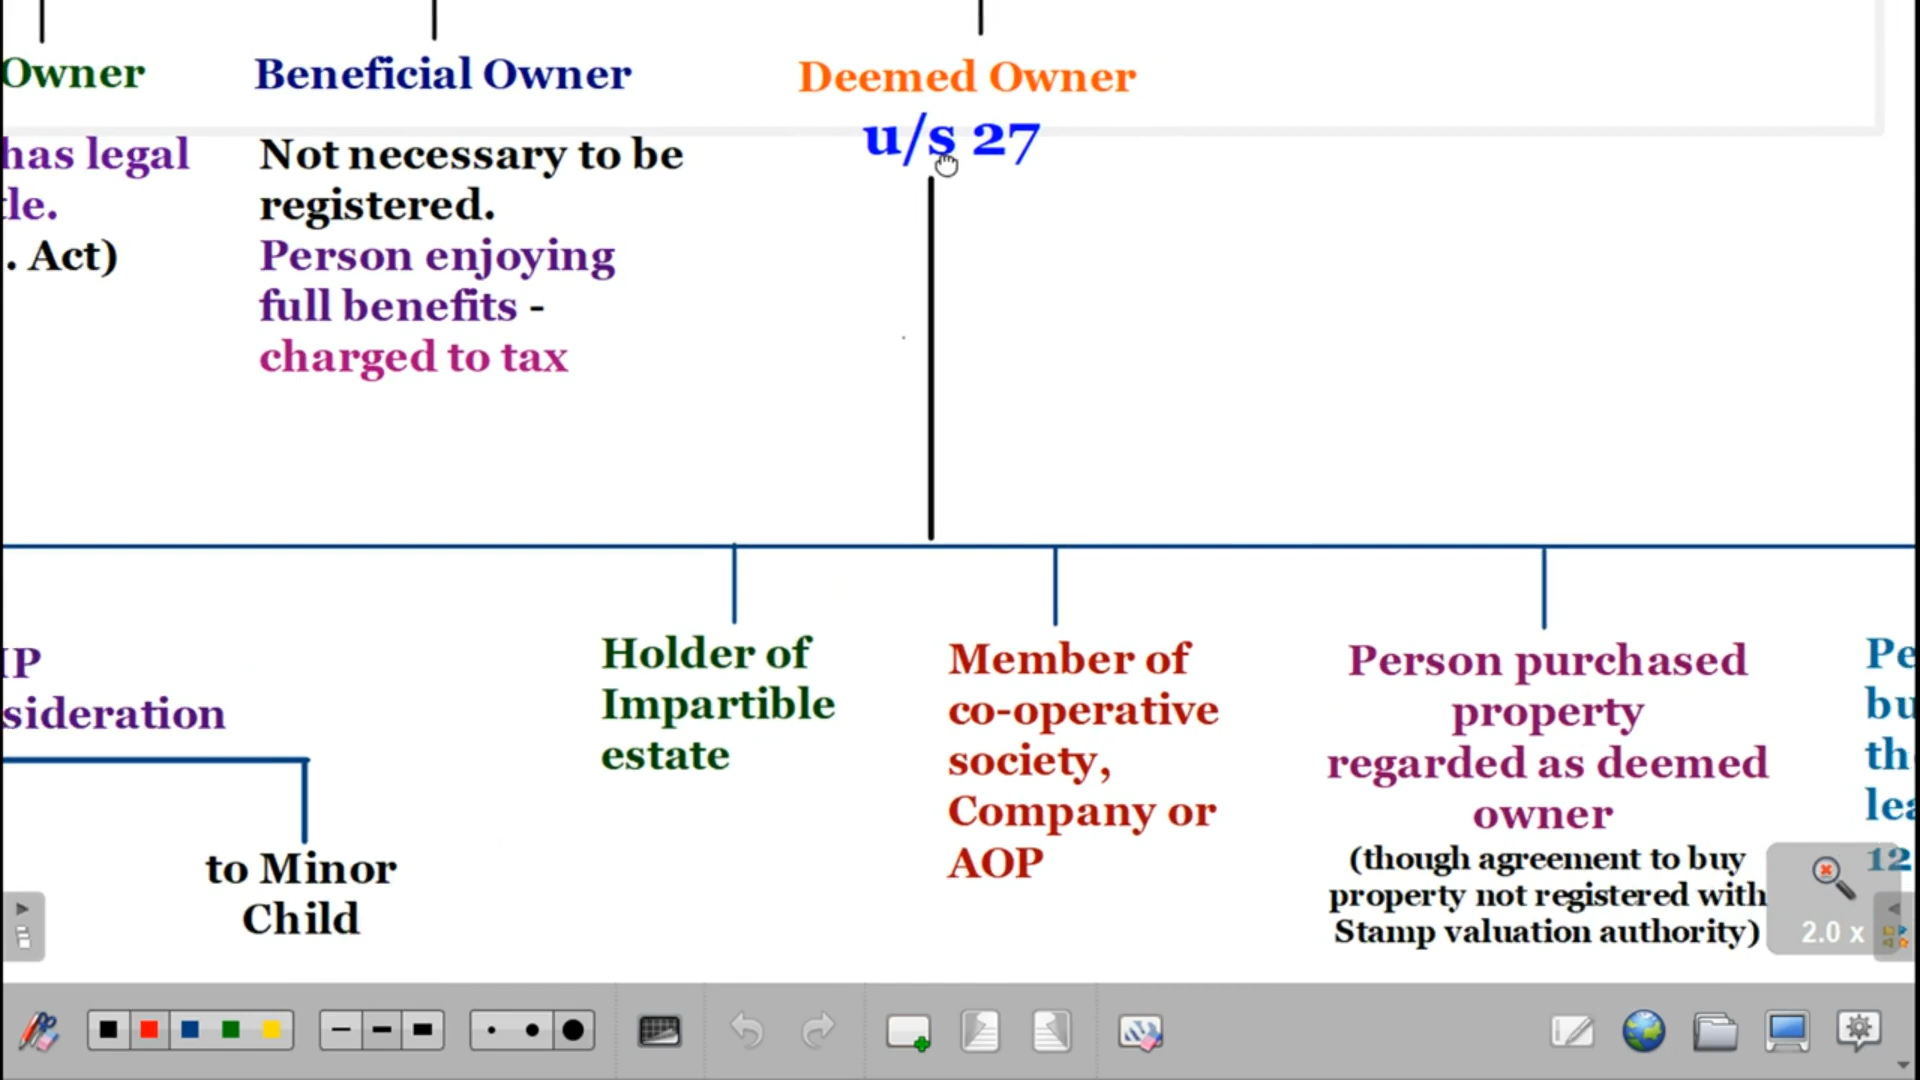 Owner
has legal
tle.
. Act)
Beneficial Owner
Not necessary to be
registered.
Person enjoying
full benefits -
charged to tax
Deemed Owner
u/s 27
IP
sideration
to Minor
Child
Holder of
Impartible
estate
Member of
co-operative
society,
Company or
AOP
Person purchased
property
regarded as deemed
owner
(though agreement to buy
property not registered with
Stamp valuation authority)
Pe
bu
th
lea
12
2.0 x